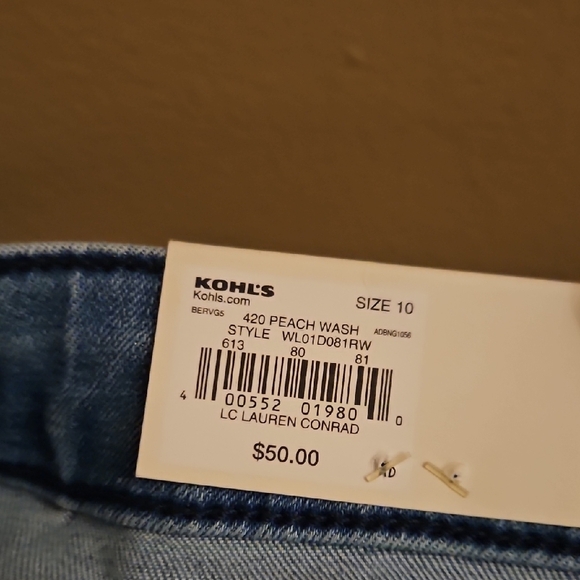 KOHL'S
Kohls.com
SIZE 10
BERVG5
420 PEACH WASH
STYLE WL01D081RW
613 80 81
4 00552 01980 0
LC LAUREN CONRAD
$50.00